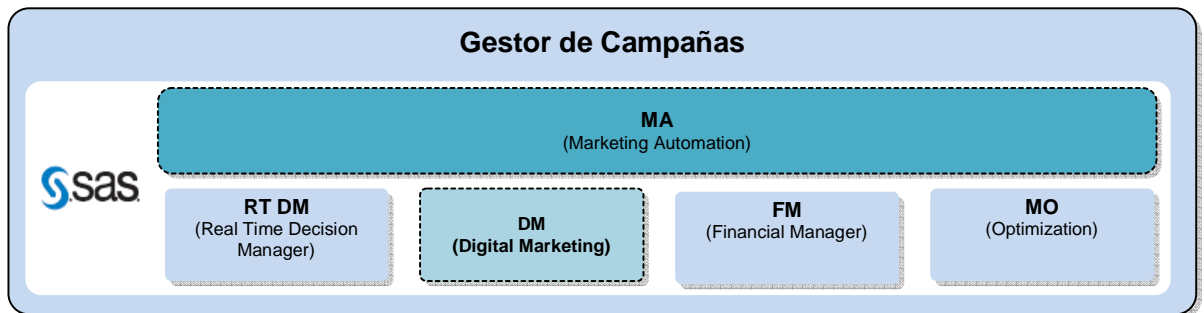 Gestor de Campañas
MA
(Marketing Automation)
sas
RT DM
(Real Time Decision
Manager)
DM
(Digital Marketing)
FM
(Financial Manager)
MO
(Optimization)